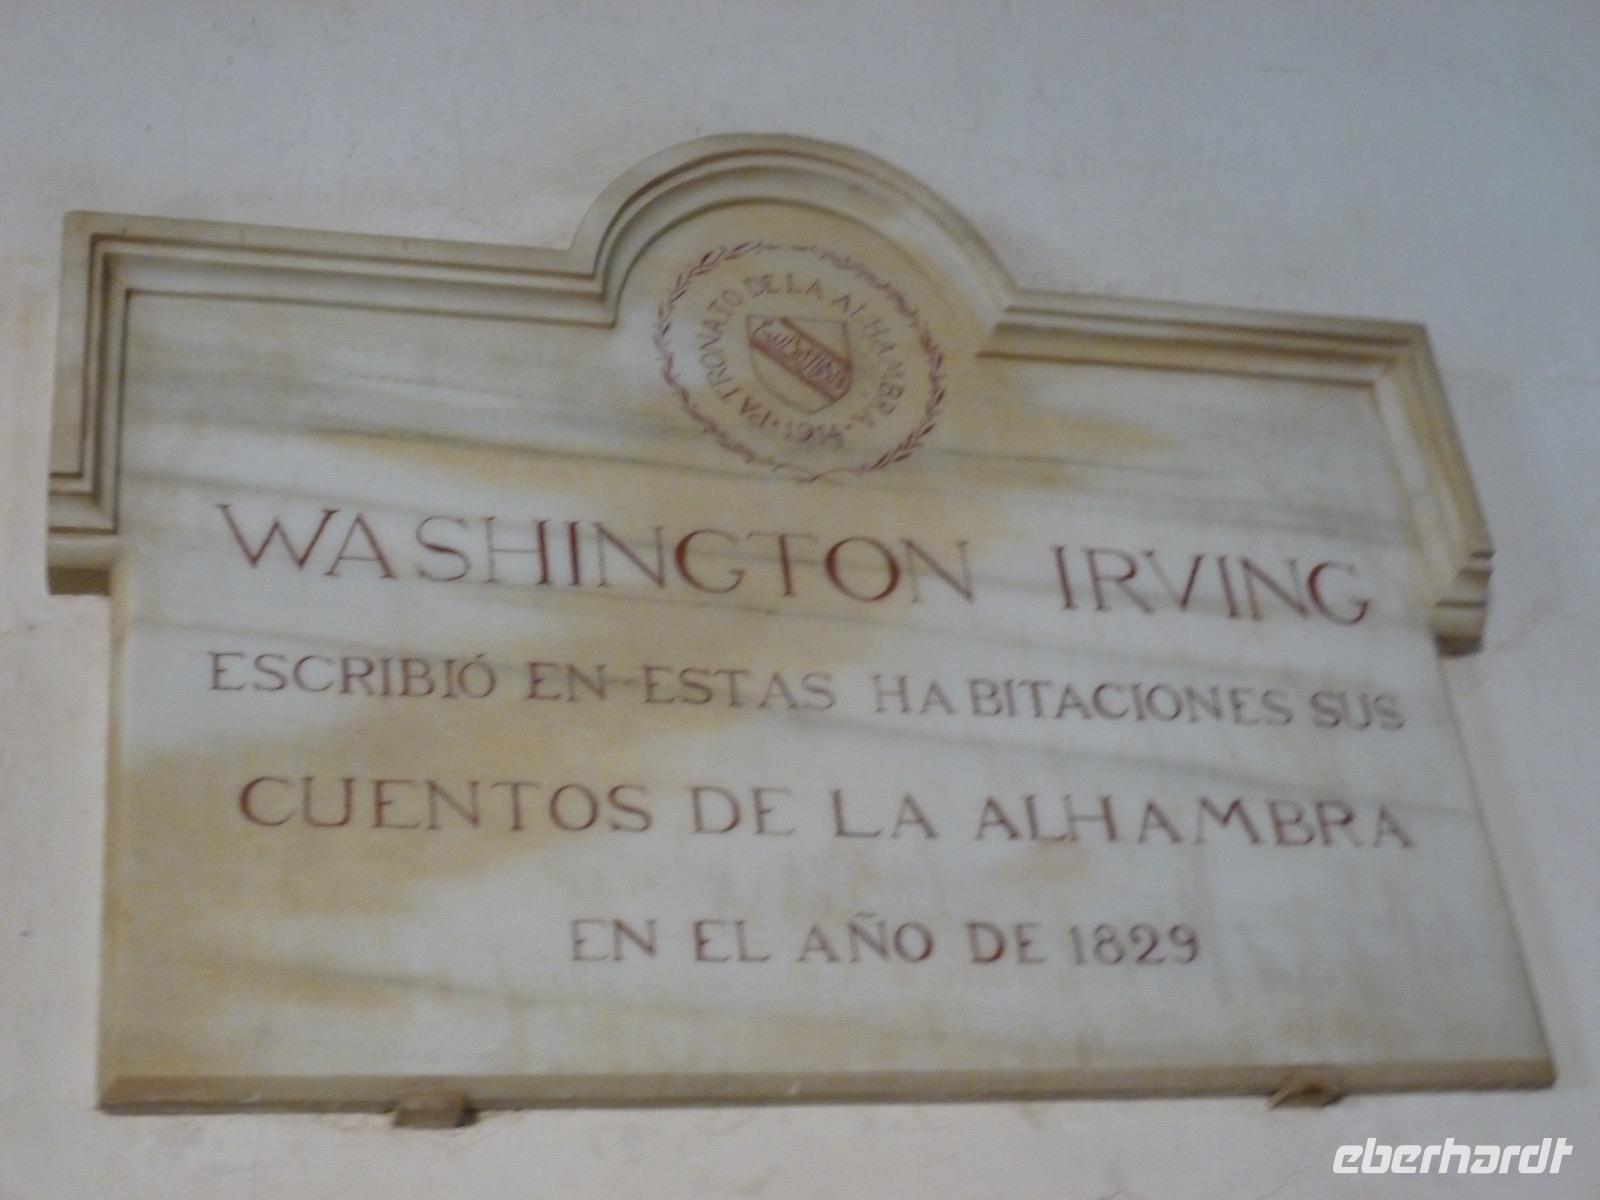 PATRONATO DE LA ALHAMBRA
· 1914 ·
WASHINGTON IRVING
ESCRIBIÓ EN ESTAS HABITACIONES SUS
CUENTOS DE LA ALHAMBRA
EN EL AÑO DE 1829
eberhardt